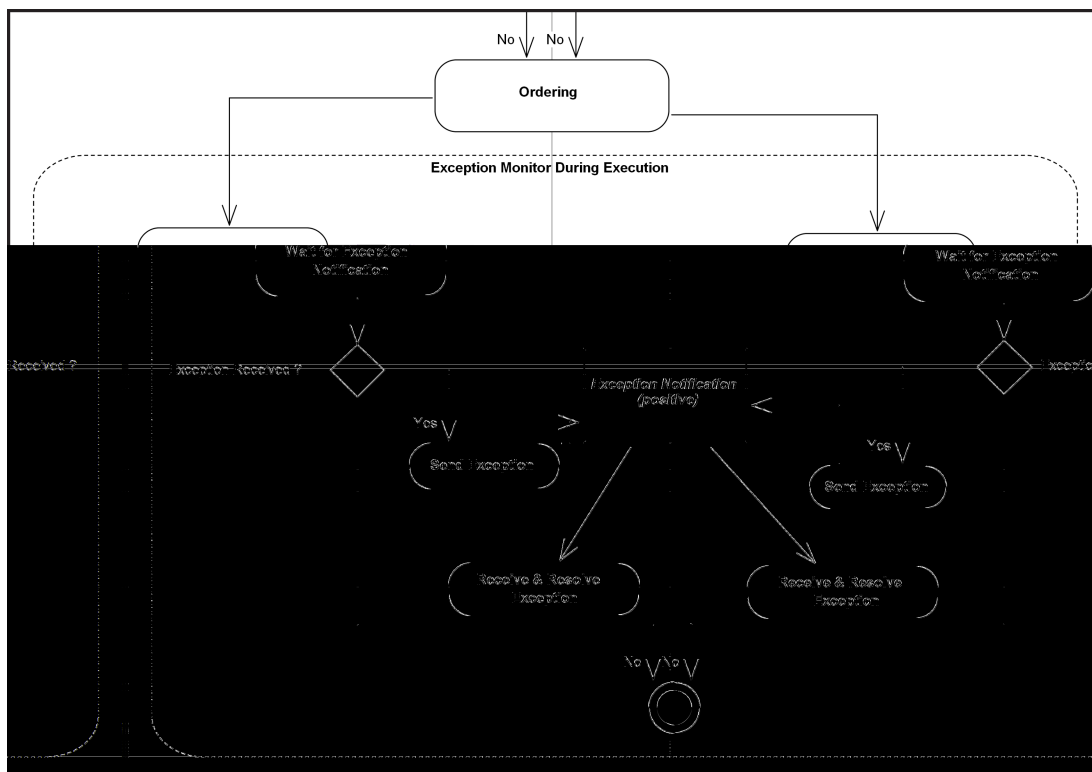 No No
Ordering
Exception Monitor During Execution
Wait for Exception
Notification
Wait for Exception
Notification
Received ?
Exception Received ?
Exception Notification
(positive)
Yes
Send Exception
Yes
Send Exception
Receive & Resolve
Exception
Receive & Resolve
Exception
No No